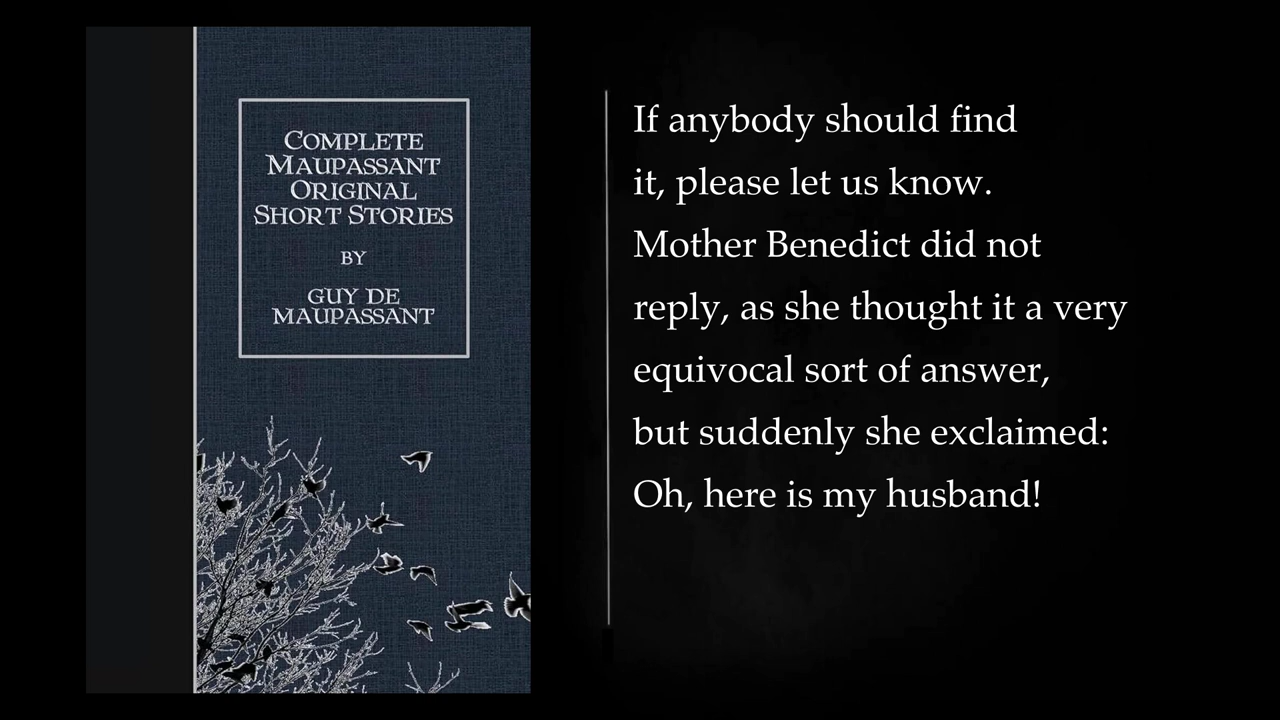 COMPLETE
MAUPASSANT
ORIGINAL
SHORT STORIES
BY
GUY DE
MAUPASSANT
If anybody should find
it, please let us know.
Mother Benedict did not
reply, as she thought it a very
equivocal sort of answer,
but suddenly she exclaimed:
Oh, here is my husband!